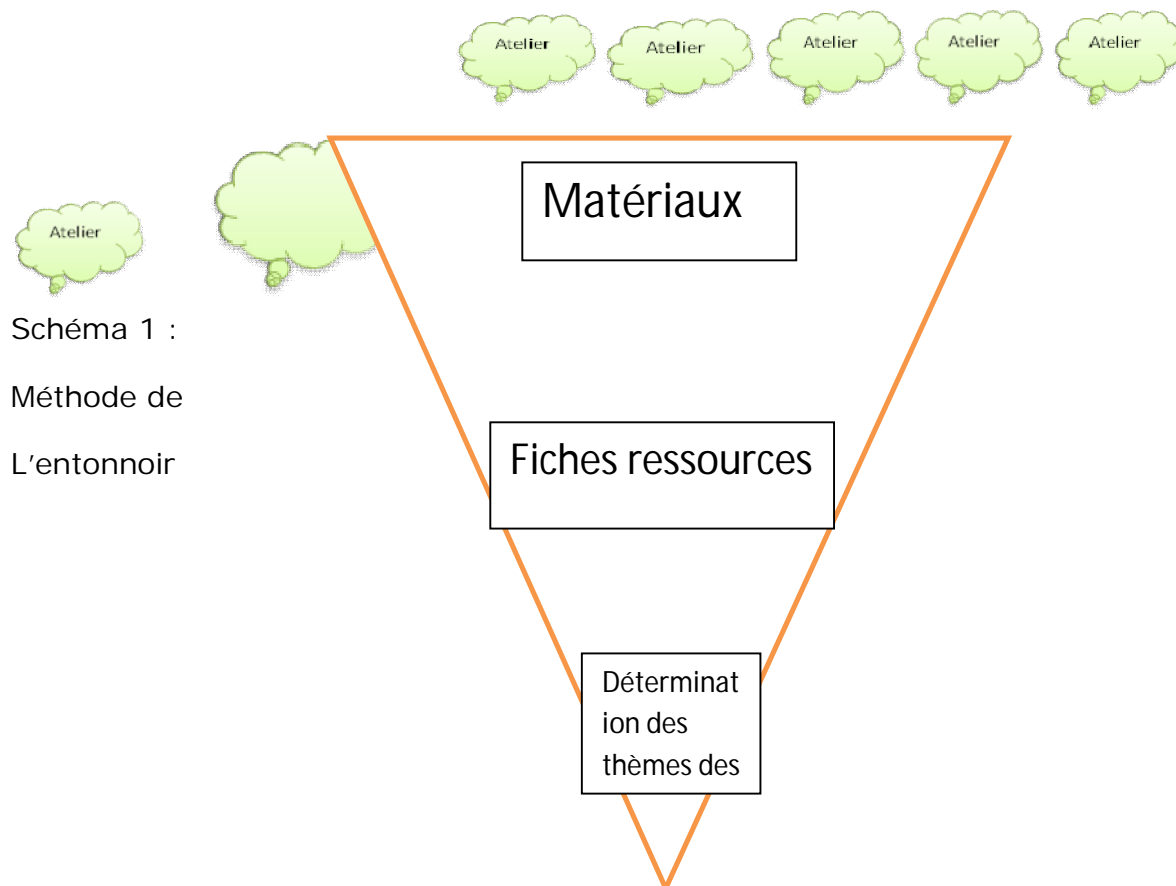 Atelier
Atelier
Atelier
Atelier
Atelier
Matériaux
Atelier
Schéma 1 :
Méthode de
L'entonnoir
Fiches ressources
Déterminat
ion des
thèmes des